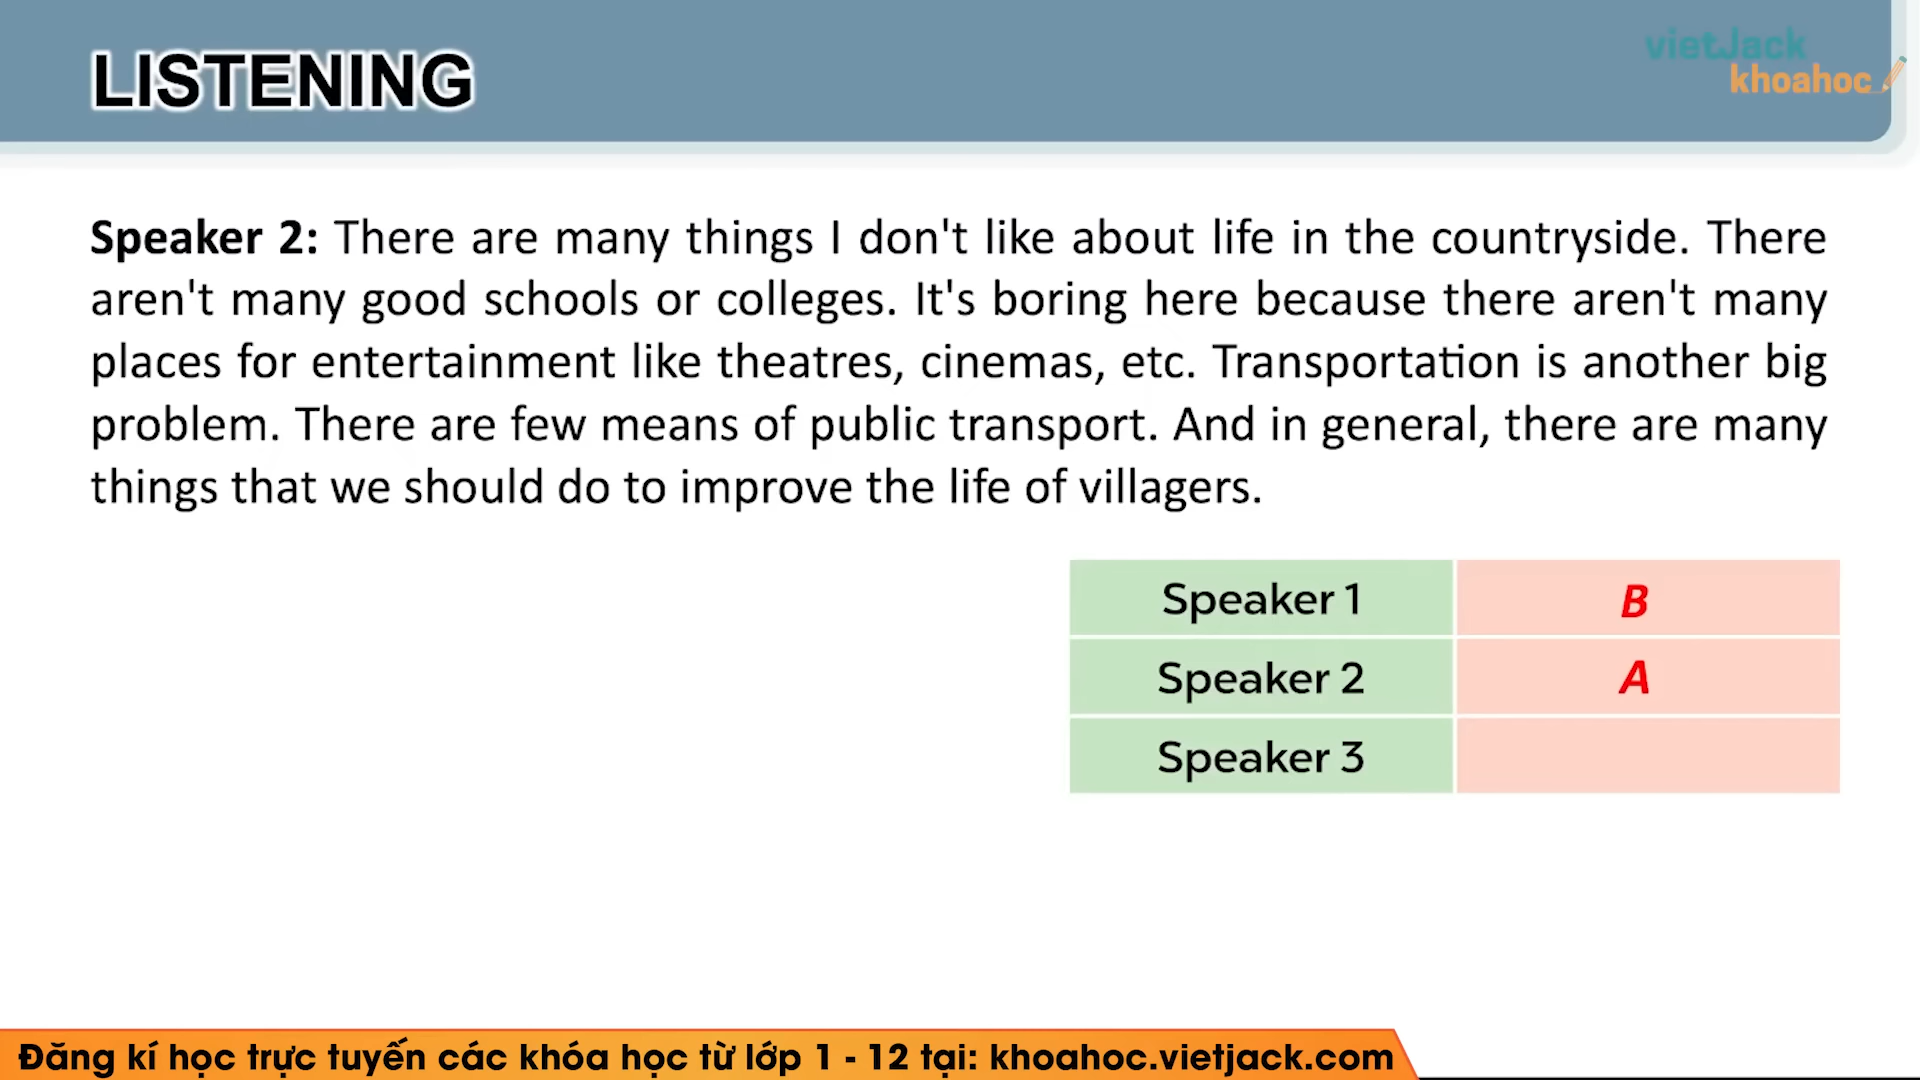 LISTENING
vietJack
khoahoc
Speaker 2: There are many things I don't like about life in the countryside. There
aren't many good schools or colleges. It's boring here because there aren't many
places for entertainment like theatres, cinemas, etc. Transportation is another big
problem. There are few means of public transport. And in general, there are many
things that we should do to improve the life of villagers.
Speaker 1 B
Speaker 2 A
Speaker 3
Đăng kí học trực tuyến các khóa học từ lớp 1 - 12 tại: khoahoc.vietjack.com